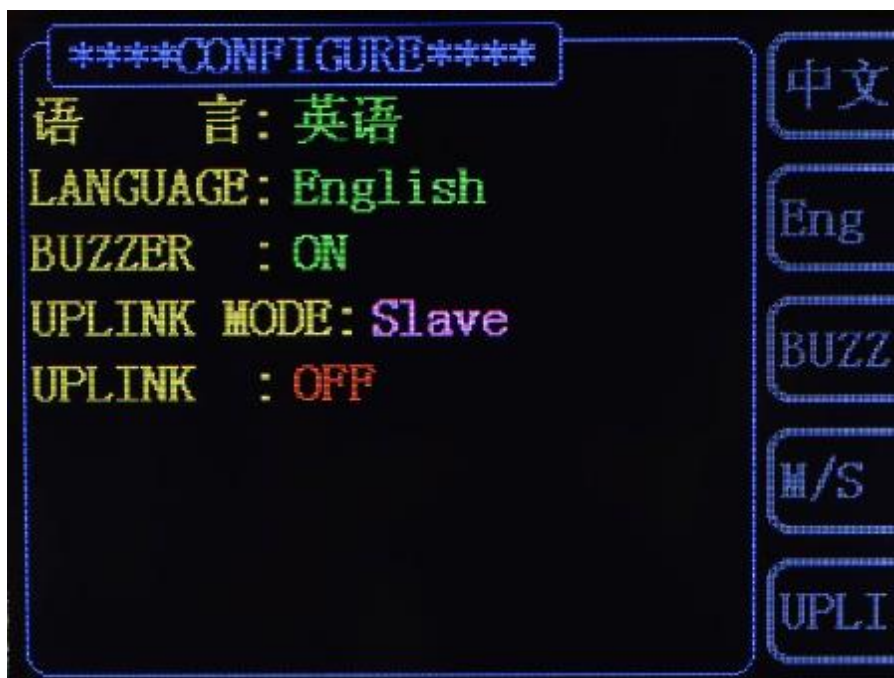 ****CONFIGURE****
语 言: 英语
LANGUAGE: English
BUZZER : ON
UPLINK MODE: Slave
UPLINK : OFF
中文
Eng
BUZZ
M/S
UPLI